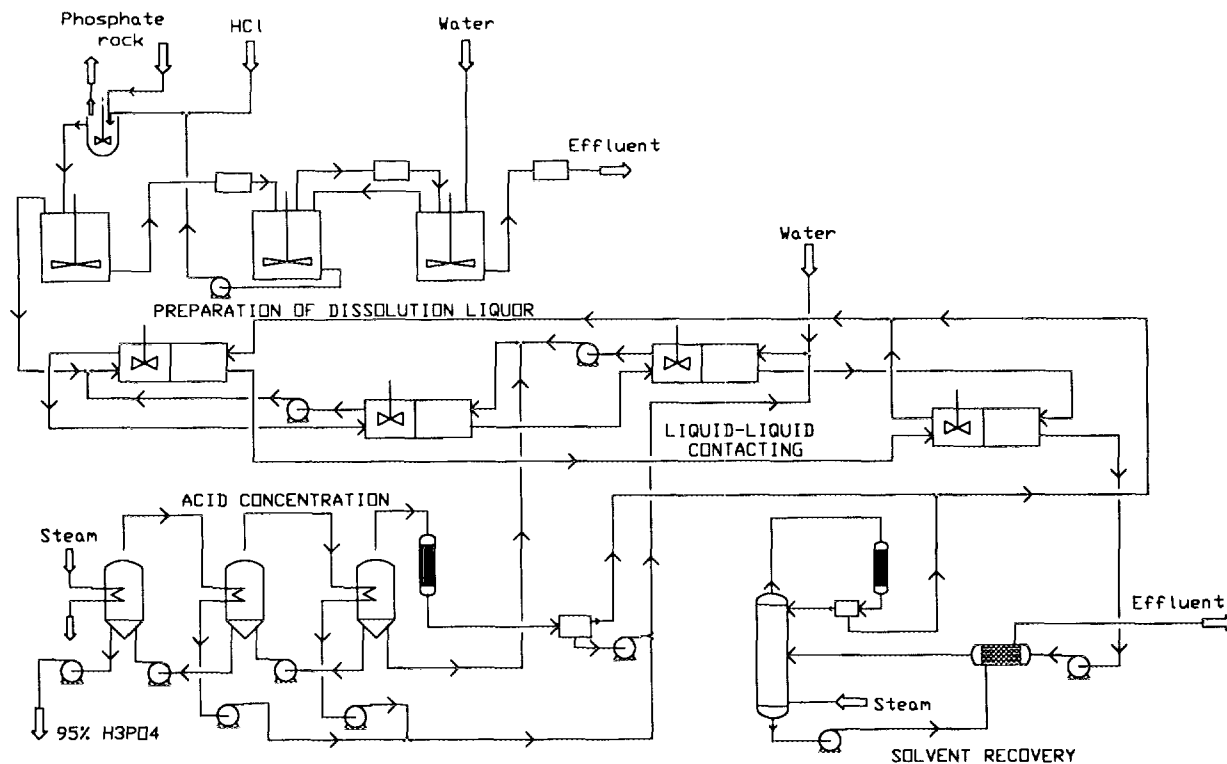 Phosphate
rock
HCl
Water
Effluent
Water
PREPARATION OF DISSOLUTION LIQUOR
LIQUID-LIQUID
CONTACTING
ACID CONCENTRATION
Steam
Effluent
Steam
95% H3PO4
SOLVENT RECOVERY